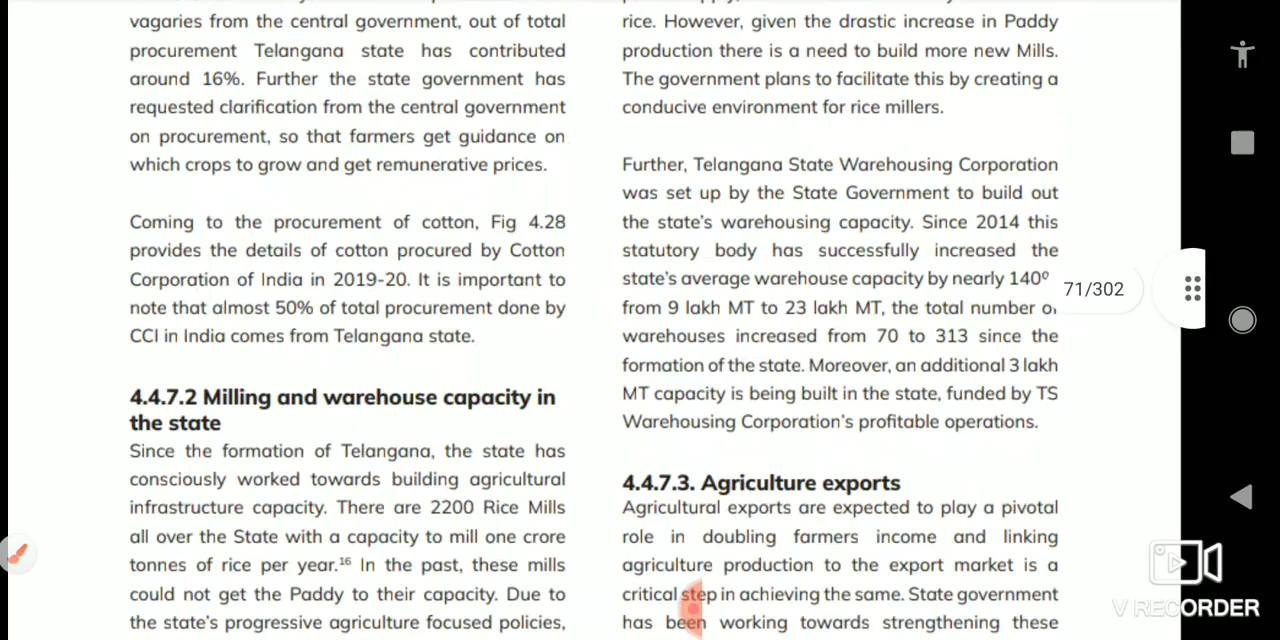 vagaries from the central government, out of total
procurement Telangana state has contributed
around 16%. Further the state government has
requested clarification from the central government
on procurement, so that farmers get guidance on
which crops to grow and get remunerative prices.
Coming to the procurement of cotton, Fig 4.28
provides the details of cotton procured by Cotton
Corporation of India in 2019-20. It is important to
note that almost 50% of total procurement done by
CCI in India comes from Telangana state.
4.4.7.2 Milling and warehouse capacity in
the state
Since the formation of Telangana, the state has
consciously worked towards building agricultural
infrastructure capacity. There are 2200 Rice Mills
all over the State with a capacity to mill one crore
tonnes of rice per year.¹⁶ In the past, these mills
could not get the Paddy to their capacity. Due to
the state's progressive agriculture focused policies,
rice. However, given the drastic increase in Paddy
production there is a need to build more new Mills.
The government plans to facilitate this by creating a
conducive environment for rice millers.
Further, Telangana State Warehousing Corporation
was set up by the State Government to build out
the state's warehousing capacity. Since 2014 this
statutory body has successfully increased the
state's average warehouse capacity by nearly 140
from 9 lakh MT to 23 lakh MT, the total number
warehouses increased from 70 to 313 since the
formation of the state. Moreover, an additional 3 lakh
MT capacity is being built in the state, funded by TS
Warehousing Corporation's profitable operations.
4.4.7.3. Agriculture exports
Agricultural exports are expected to play a pivotal
role in doubling farmers income and linking
agriculture production to the export market is a
critical step in achieving the same. State government
has been working towards strengthening these
71/302
V RECORDER